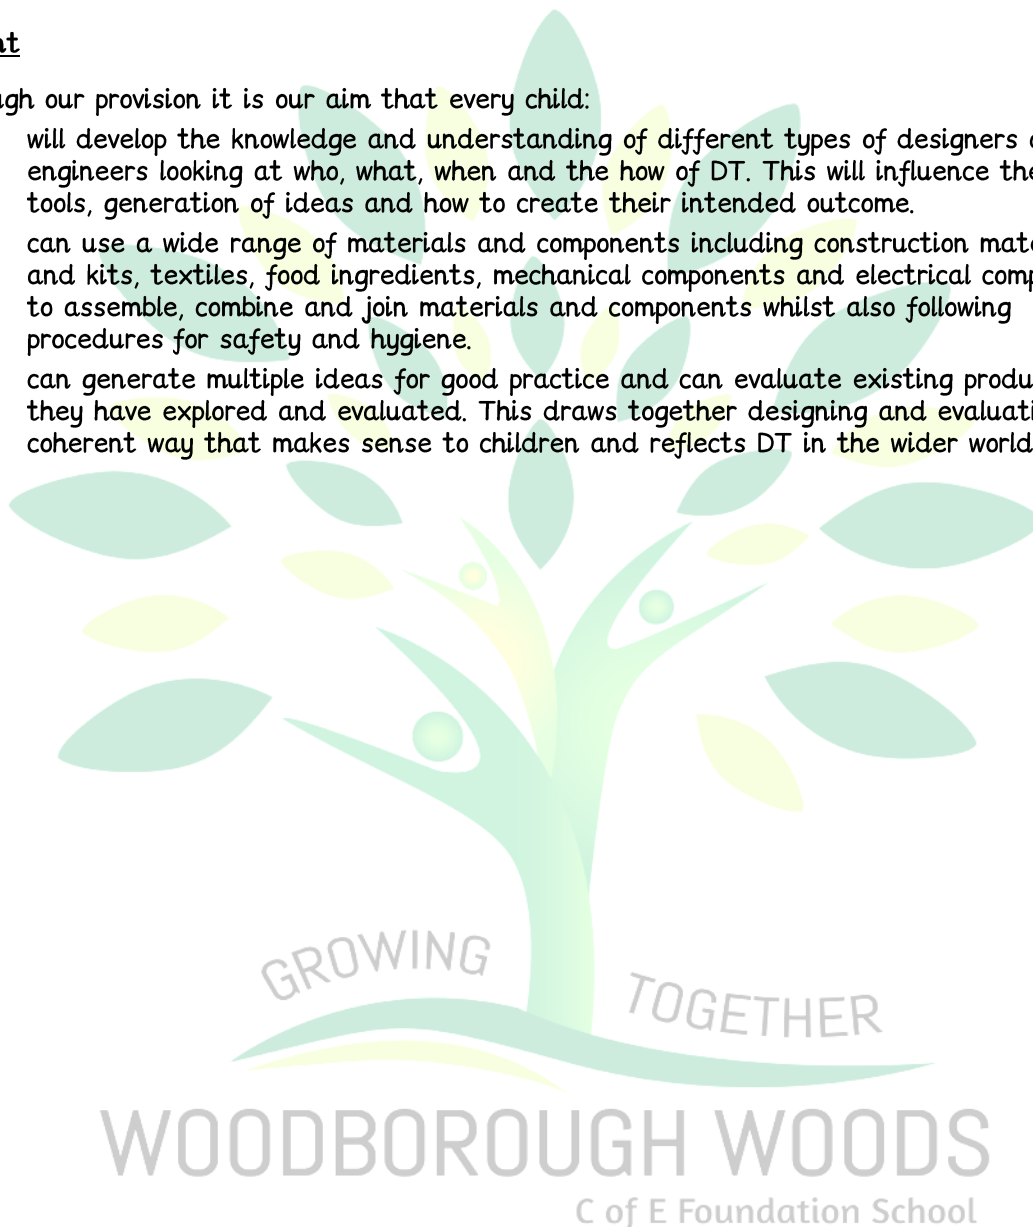 nt
ugh our provision it is our aim that every child:
will develop the knowledge and understanding of different types of designers
engineers looking at who, what, when and the how of DT. This will influence the
tools, generation of ideas and how to create their intended outcome.
can use a wide range of materials and components including construction mat
and kits, textiles, food ingredients, mechanical components and electrical comp
to assemble, combine and join materials and components whilst also following
procedures for safety and hygiene.
can generate multiple ideas for good practice and can evaluate existing produ
they have explored and evaluated. This draws together designing and evaluati
coherent way that makes sense to children and reflects DT in the wider world
GROWING
TOGETHER
WOODBOROUGH WOODS
C of E Foundation School